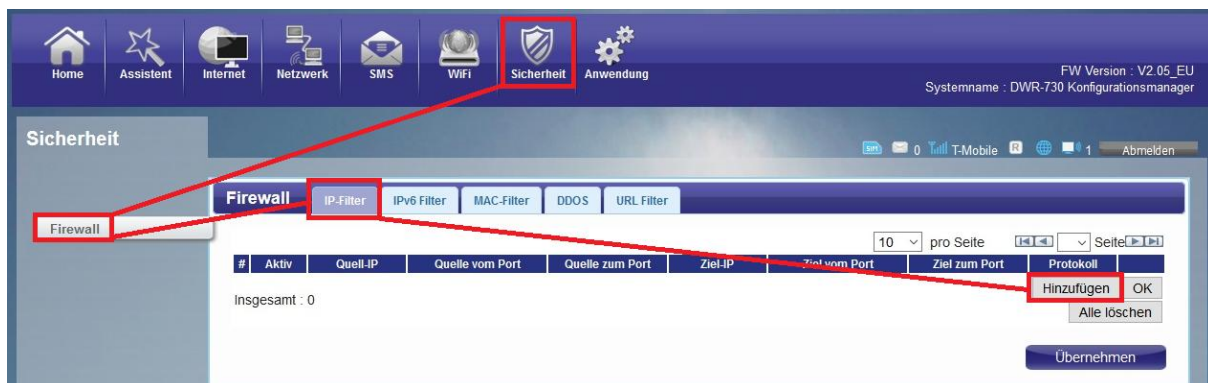 Home Assistent Internet Netzwerk SMS WiFi Sicherheit Anwendung
FW Version : V2.05_EU
Systemname : DWR-730 Konfigurationsmanager
Sicherheit
SIM 0 T-Mobile R 1 Abmelden
Firewall IP-Filter IPv6 Filter MAC-Filter DDOS URL Filter
Firewall
10 pro Seite Seite
# Aktiv Quell-IP Quelle vom Port Quelle zum Port Ziel-IP Ziel vom Port Ziel zum Port Protokoll
Insgesamt : 0
Hinzufügen OK
Alle löschen
Übernehmen